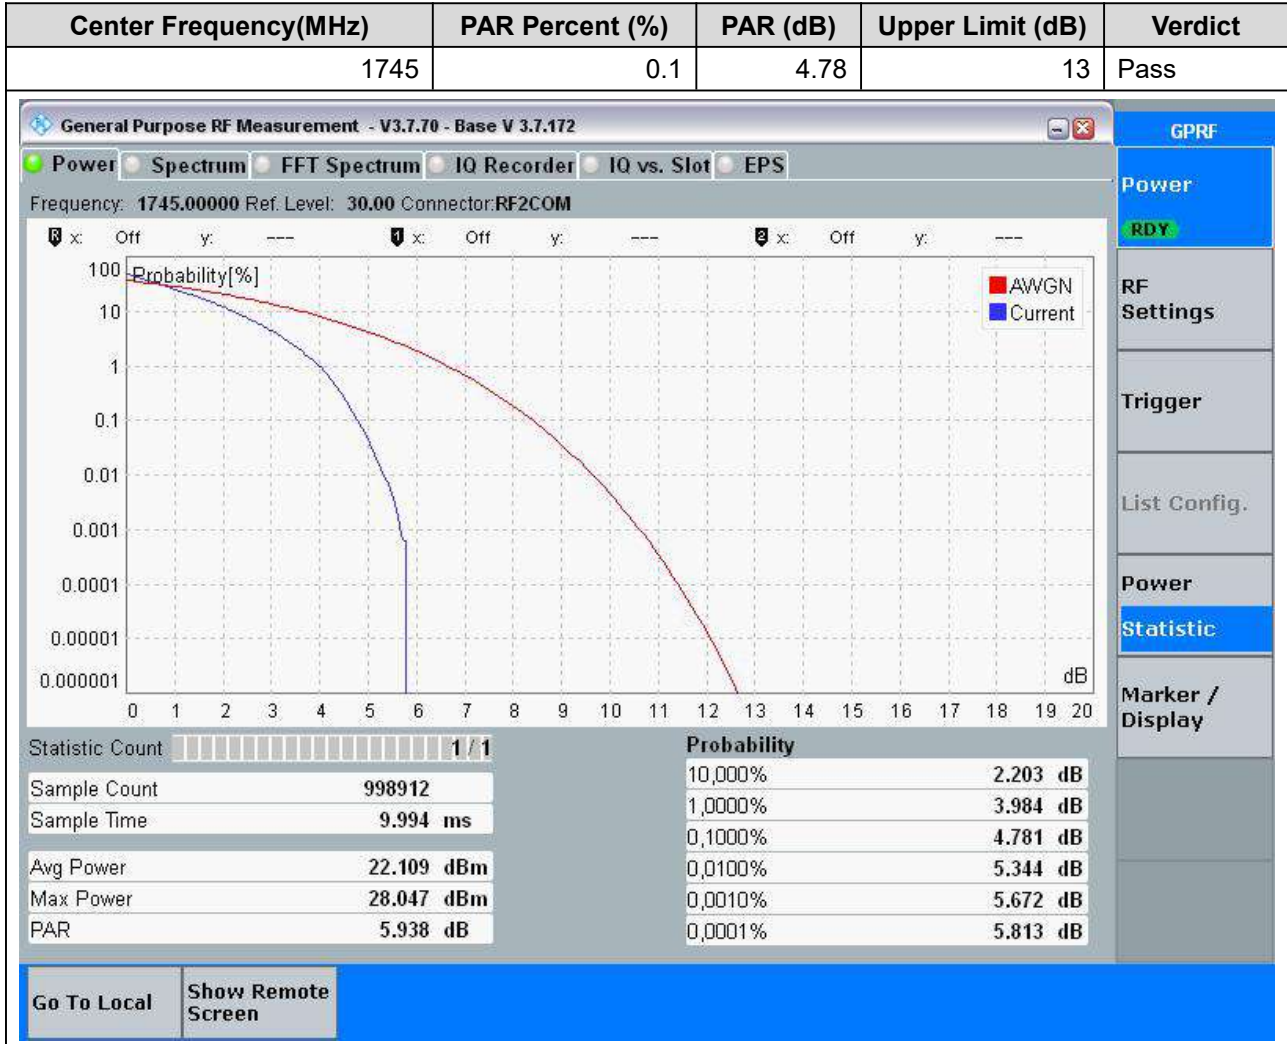 Center Frequency(MHz) PAR Percent (%) PAR (dB) Upper Limit (dB) Verdict
1745 0.1 4.78 13 Pass
General Purpose RF Measurement - V3.7.70 - Base V 3.7.172
GPRF
Power Spectrum FFT Spectrum IQ Recorder IQ vs. Slot EPS
Frequency: 1745.00000 Ref. Level: 30.00 Connector:RF2COM
R x: Off y: --- 1 x: Off y: --- 2 x: Off y: ---
Probability[%]
100
10
1
0.1
0.01
0.001
0.0001
0.00001
0.000001
AWGN
Current
dB
0 1 2 3 4 5 6 7 8 9 10 11 12 13 14 15 16 17 18 19 20
Statistic Count 1 / 1
Sample Count 998912
Sample Time 9.994 ms
Avg Power 22.109 dBm
Max Power 28.047 dBm
PAR 5.938 dB
Probability
10,000% 2.203 dB
1,0000% 3.984 dB
0,1000% 4.781 dB
0,0100% 5.344 dB
0,0010% 5.672 dB
0,0001% 5.813 dB
Power
RDY
RF
Settings
Trigger
List Config.
Power
Statistic
Marker /
Display
Go To Local
Show Remote
Screen